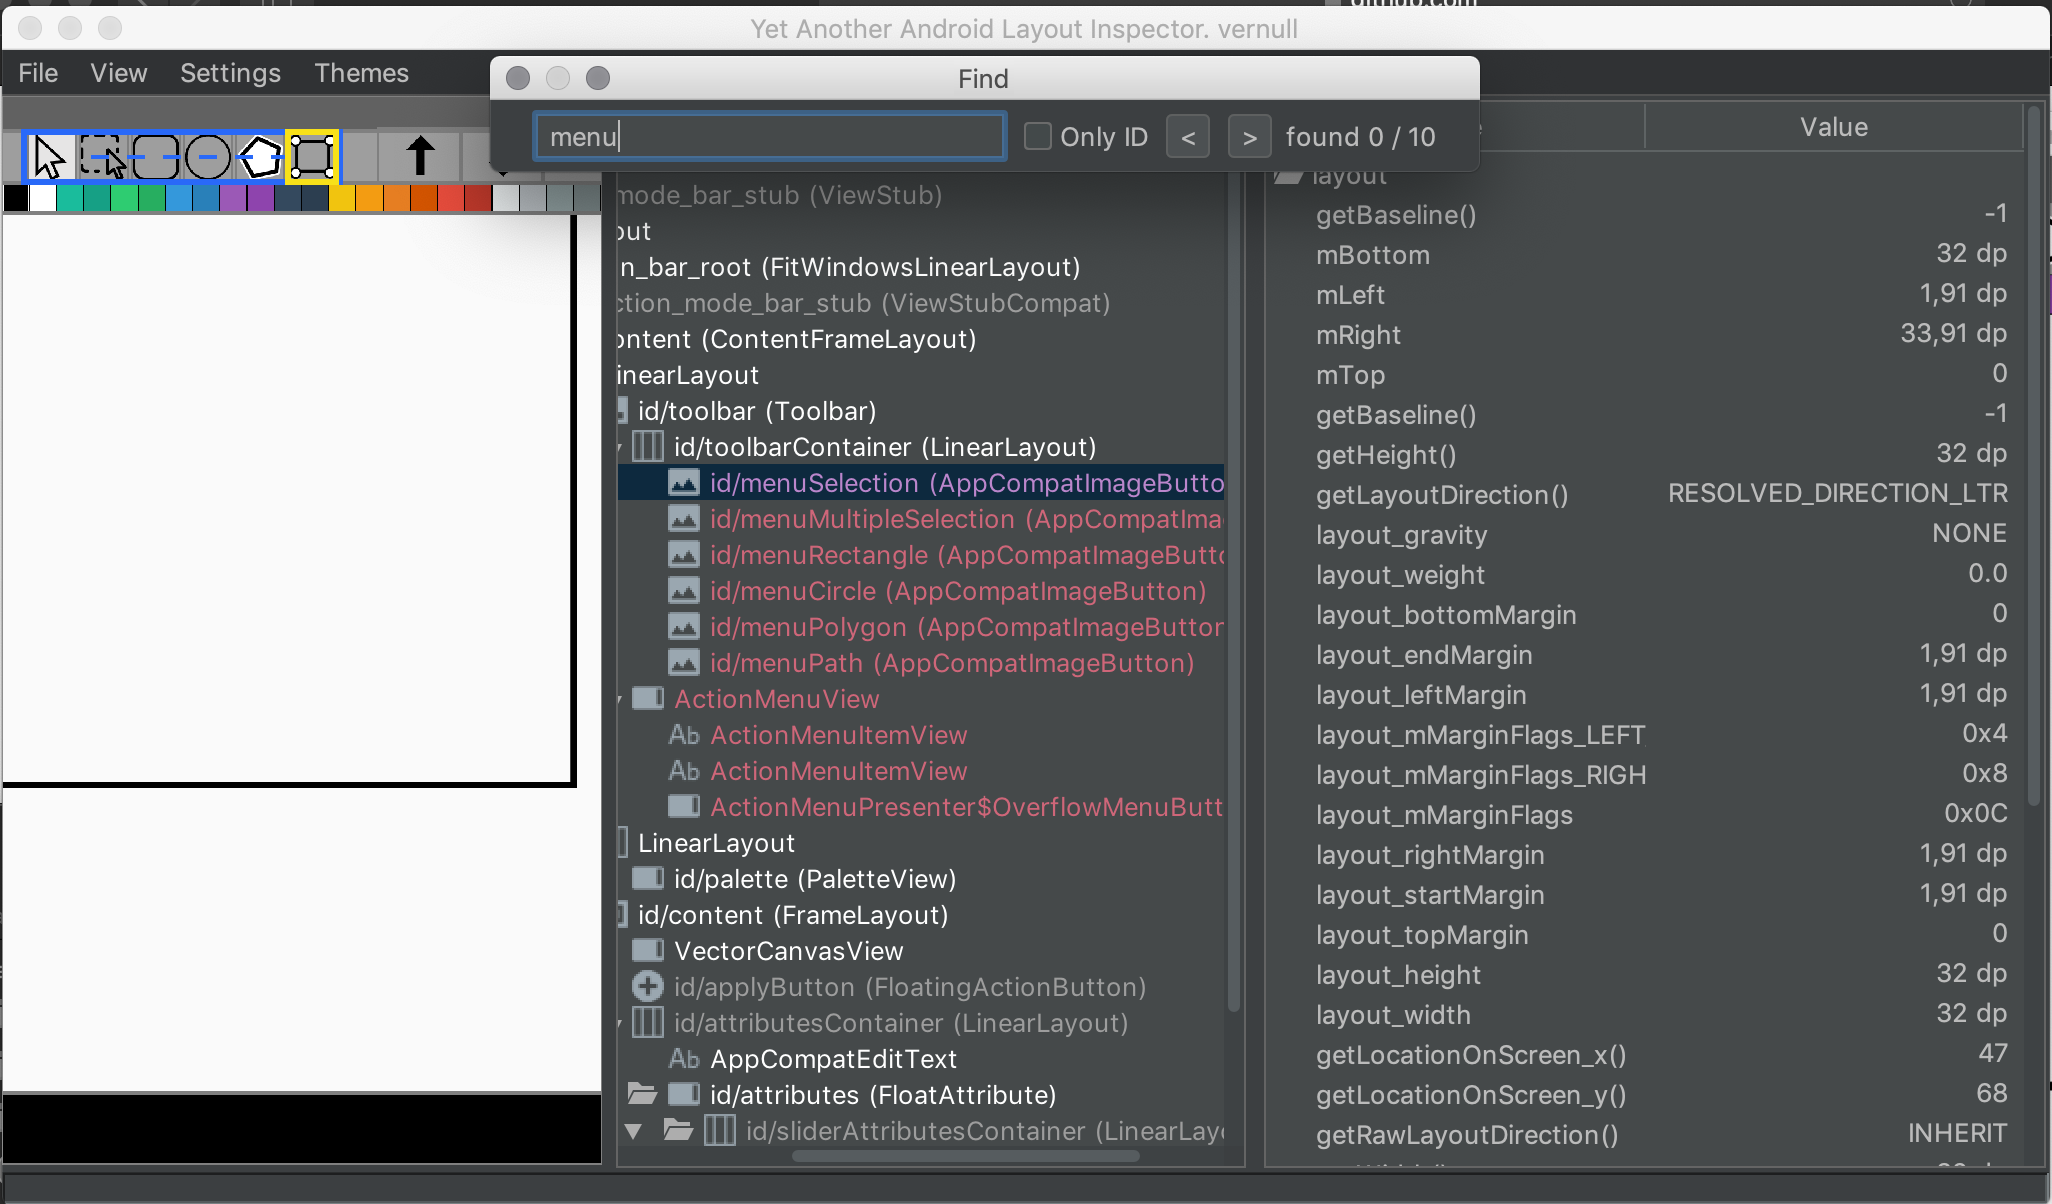 Yet Another Android Layout Inspector. vernull
File View Settings Themes
Find
menu
Only ID < > found 0 / 10
Value
mode_bar_stub (ViewStub)
out
n_bar_root (FitWindowsLinearLayout)
ction_mode_bar_stub (ViewStubCompat)
ontent (ContentFrameLayout)
inearLayout
id/toolbar (Toolbar)
id/toolbarContainer (LinearLayout)
id/menuSelection (AppCompatImageButto
id/menuMultipleSelection (AppCompatIma
id/menuRectangle (AppCompatImageButto
id/menuCircle (AppCompatImageButton)
id/menuPolygon (AppCompatImageButton
id/menuPath (AppCompatImageButton)
ActionMenuView
Ab ActionMenuItemView
Ab ActionMenuItemView
ActionMenuPresenter$OverflowMenuButt
LinearLayout
id/palette (PaletteView)
id/content (FrameLayout)
VectorCanvasView
id/applyButton (FloatingActionButton)
id/attributesContainer (LinearLayout)
Ab AppCompatEditText
id/attributes (FloatAttribute)
id/sliderAttributesContainer (LinearLay
layout
getBaseline() -1
mBottom 32 dp
mLeft 1,91 dp
mRight 33,91 dp
mTop 0
getBaseline() -1
getHeight() 32 dp
getLayoutDirection() RESOLVED_DIRECTION_LTR
layout_gravity NONE
layout_weight 0.0
layout_bottomMargin 0
layout_endMargin 1,91 dp
layout_leftMargin 1,91 dp
layout_mMarginFlags_LEFT_ 0x4
layout_mMarginFlags_RIGH 0x8
layout_mMarginFlags 0x0C
layout_rightMargin 1,91 dp
layout_startMargin 1,91 dp
layout_topMargin 0
layout_height 32 dp
layout_width 32 dp
getLocationOnScreen_x() 47
getLocationOnScreen_y() 68
getRawLayoutDirection() INHERIT